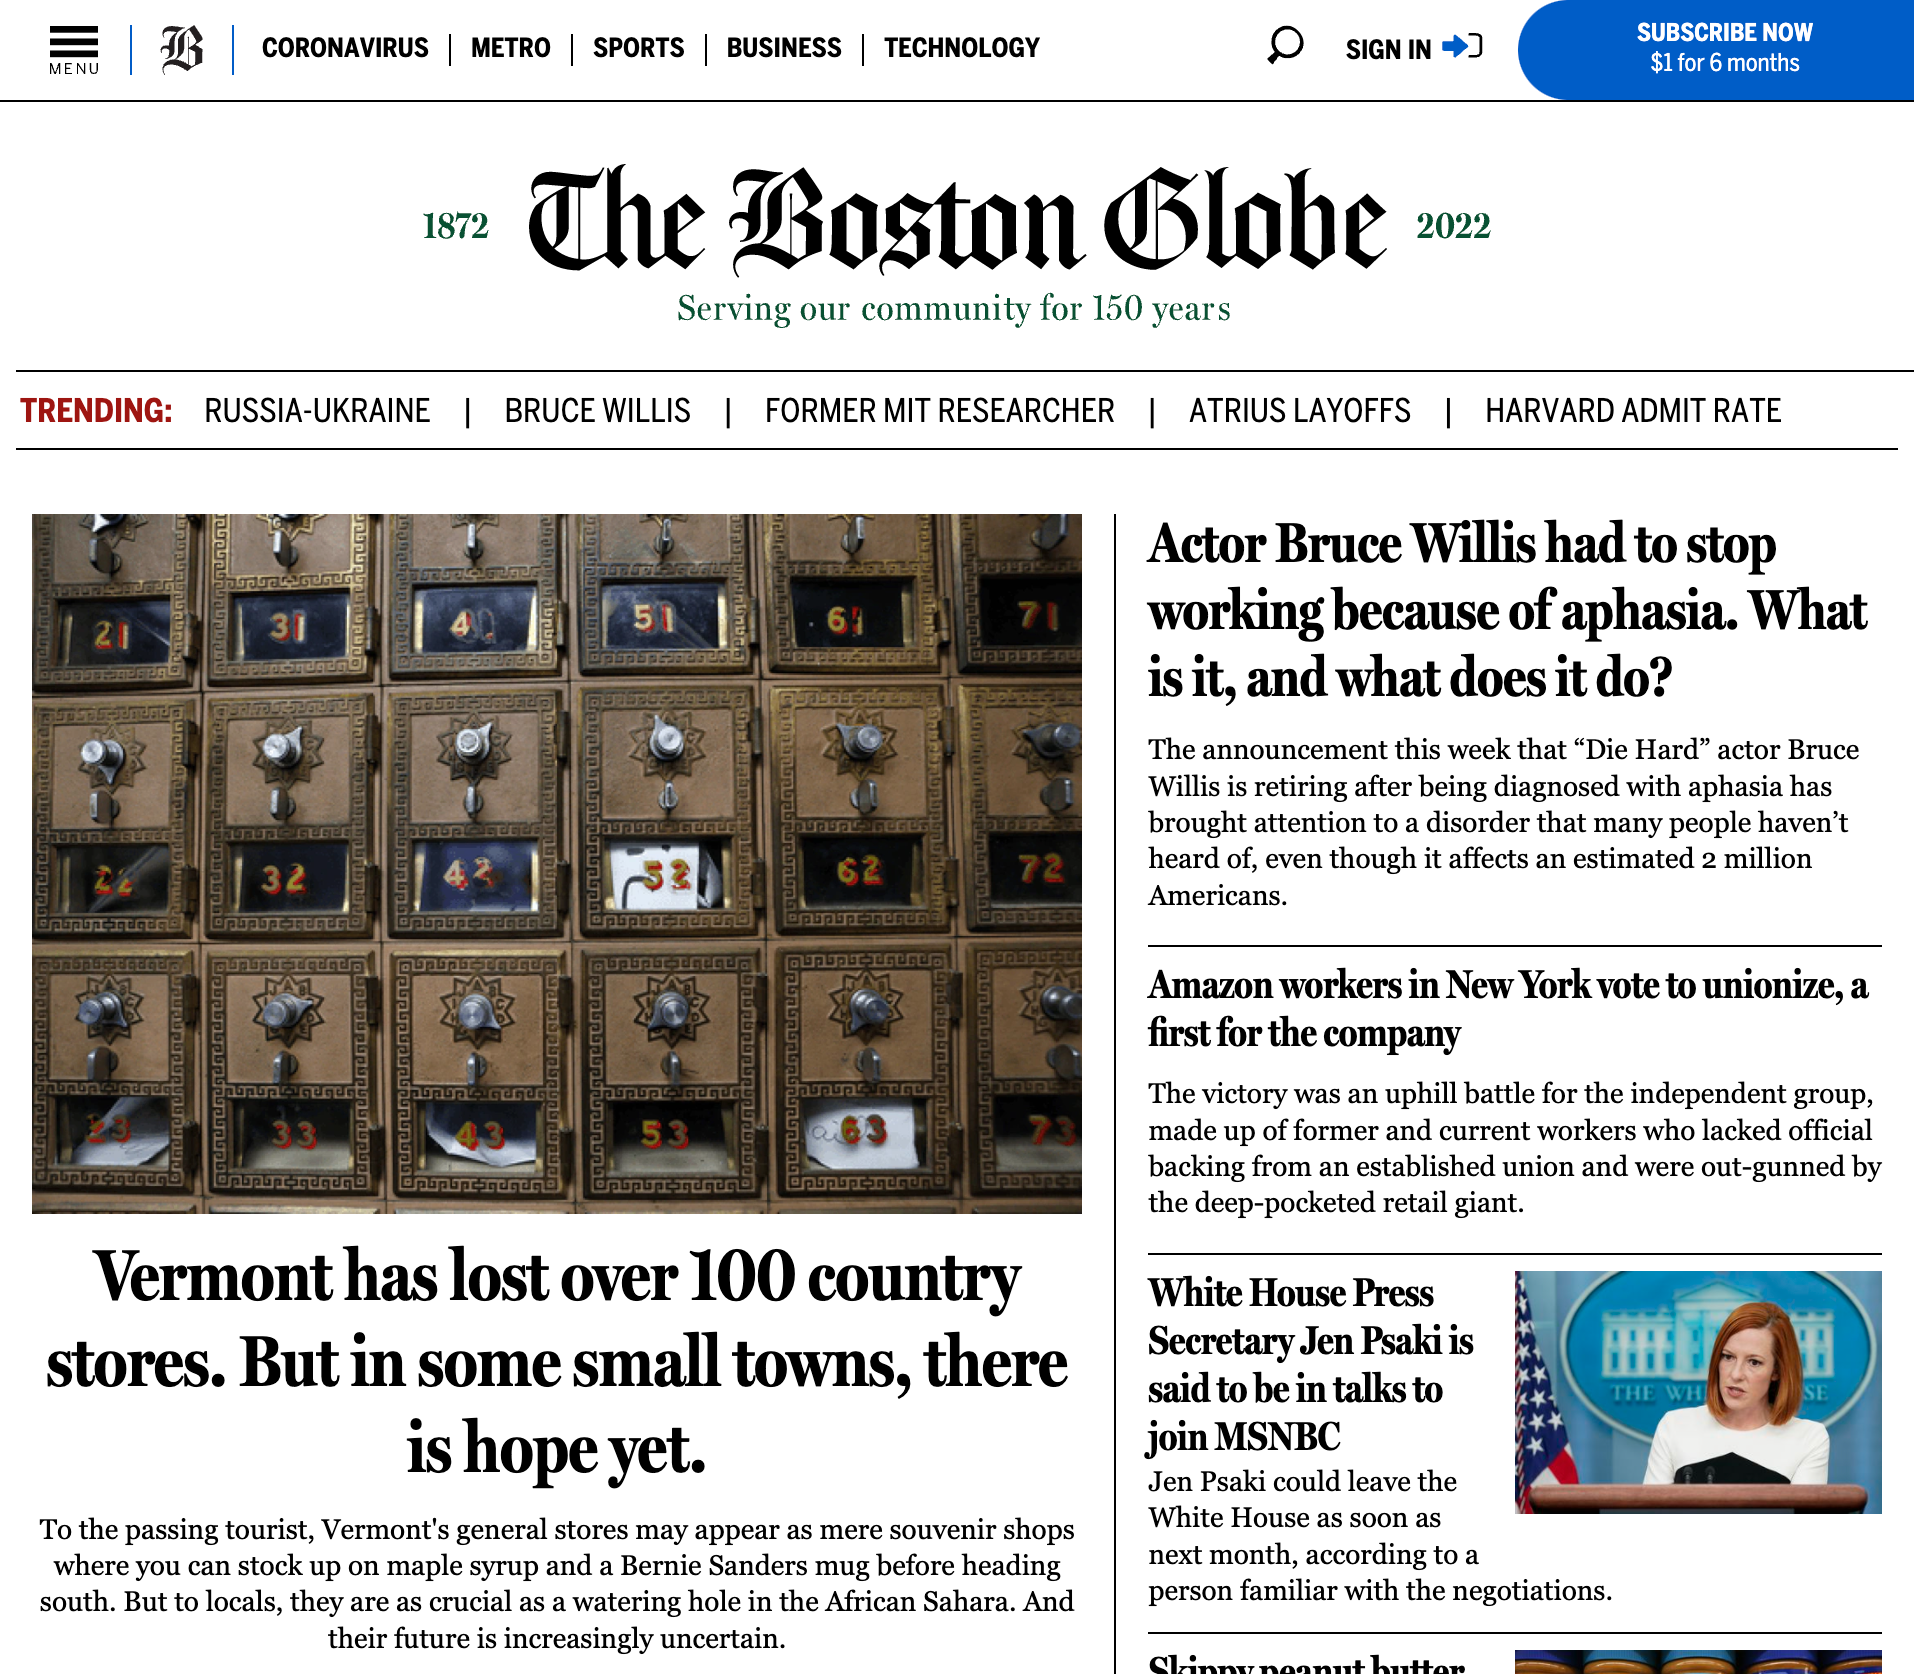 MENU
B
CORONAVIRUS | METRO | SPORTS | BUSINESS | TECHNOLOGY
SIGN IN
SUBSCRIBE NOW
$1 for 6 months
1872 The Boston Globe 2022
Serving our community for 150 years
TRENDING: RUSSIA-UKRAINE | BRUCE WILLIS | FORMER MIT RESEARCHER | ATRIUS LAYOFFS | HARVARD ADMIT RATE
21 31 51 61 71
22 32 42 52 62 72
23 33 43 53 63 73
Vermont has lost over 100 country
stores. But in some small towns, there
is hope yet.
To the passing tourist, Vermont's general stores may appear as mere souvenir shops
where you can stock up on maple syrup and a Bernie Sanders mug before heading
south. But to locals, they are as crucial as a watering hole in the African Sahara. And
their future is increasingly uncertain.
Actor Bruce Willis had to stop
working because of aphasia. What
is it, and what does it do?
The announcement this week that “Die Hard” actor Bruce
Willis is retiring after being diagnosed with aphasia has
brought attention to a disorder that many people haven’t
heard of, even though it affects an estimated 2 million
Americans.
Amazon workers in New York vote to unionize, a
first for the company
The victory was an uphill battle for the independent group,
made up of former and current workers who lacked official
backing from an established union and were out-gunned by
the deep-pocketed retail giant.
White House Press
Secretary Jen Psaki is
said to be in talks to
join MSNBC
Jen Psaki could leave the
White House as soon as
next month, according to a
person familiar with the negotiations.
THE WH SE
Skippy peanut butter